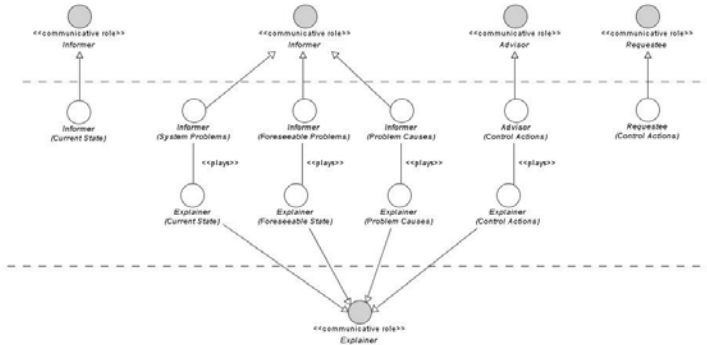 <<communicative role>>
Informer
<<communicative role>>
Informer
<<communicative role>>
Advisor
<<communicative role>>
Requestee
Informer
(Current State)
Informer
(System Problems)
Informer
(Foreseeable Problems)
Informer
(Problem Causes)
Advisor
(Control Actions)
Requestee
(Control Actions)
<<plays>>
<<plays>>
<<plays>>
<<plays>>
Explainer
(Current State)
Explainer
(Foreseeable State)
Explainer
(Problem Causes)
Explainer
(Control Actions)
<<communicative role>>
Explainer